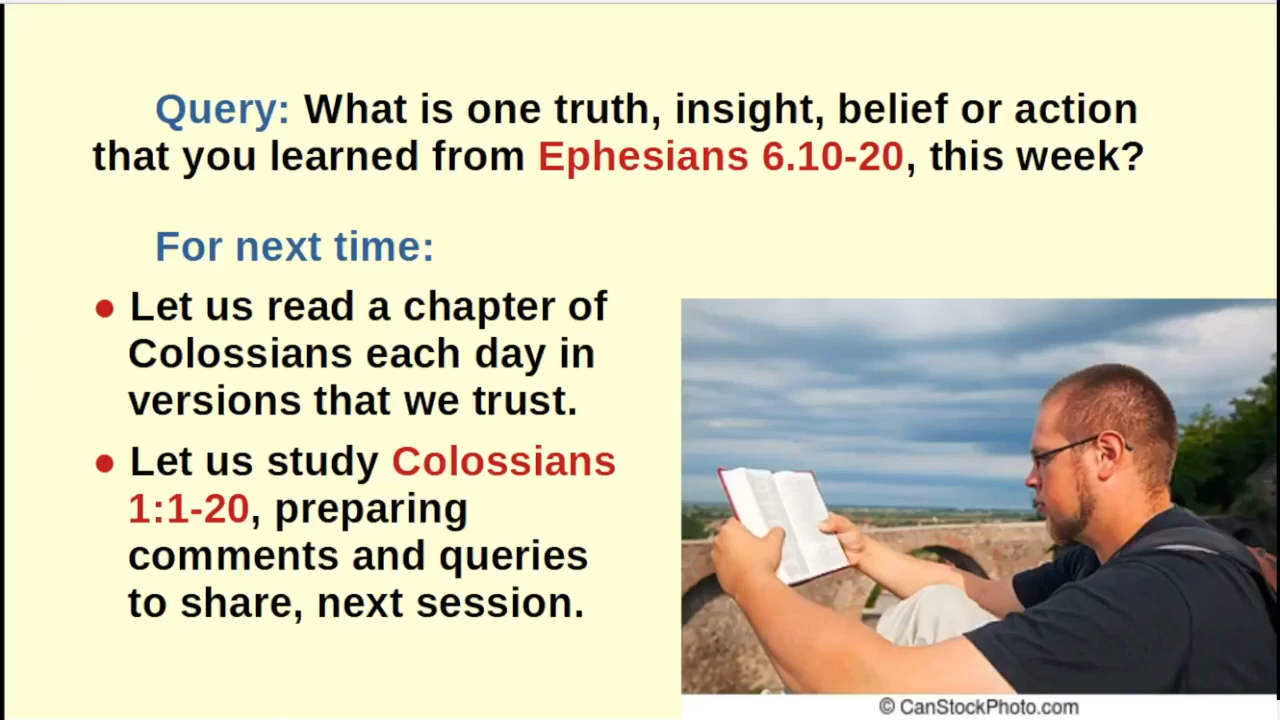 Query: What is one truth, insight, belief or action
that you learned from Ephesians 6.10-20, this week?
For next time:
● Let us read a chapter of
Colossians each day in
versions that we trust.
● Let us study Colossians
1:1-20, preparing
comments and queries
to share, next session.
© CanStockPhoto.com